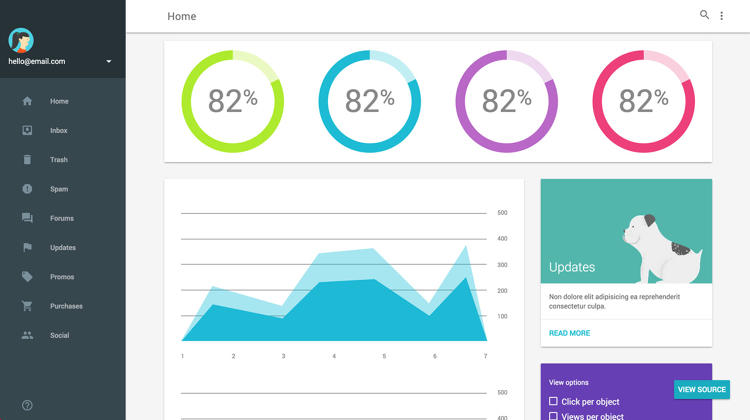 Home
hello@email.com
Home
Inbox
Trash
Spam
Forums
Updates
Promos
Purchases
Social
82%
82%
82%
82%
500
400
300
200
100
1 2 3 4 5 6 7
500
400
Updates
Non dolore elit adipisicing ea reprehenderit
consectetur culpa.
READ MORE
View options
Click per object
Views per object
VIEW SOURCE